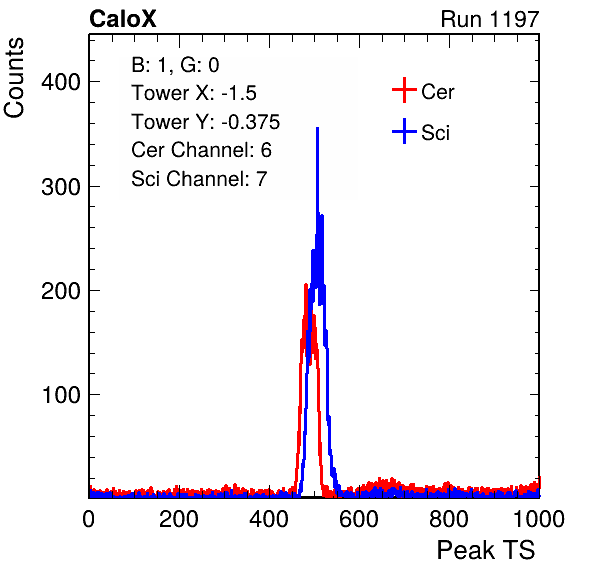 CaloX Run 1197
Counts
B: 1, G: 0
Tower X: -1.5
Tower Y: -0.375
Cer Channel: 6
Sci Channel: 7
Cer
Sci
400
300
200
100
0 200 400 600 800 1000
Peak TS